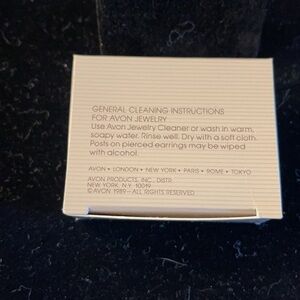 GENERAL CLEANING INSTRUCTIONS
FOR AVON JEWELRY
Use Avon Jewelry Cleaner or wash in warm,
soapy water. Rinse well. Dry with a soft cloth.
Posts on pierced earrings may be wiped
with alcohol.
AVON • LONDON • NEW YORK • PARIS • ROME • TOKYO
AVON PRODUCTS, INC., DISTR.
NEW YORK, N.Y. 10019
© AVON 1989—ALL RIGHTS RESERVED